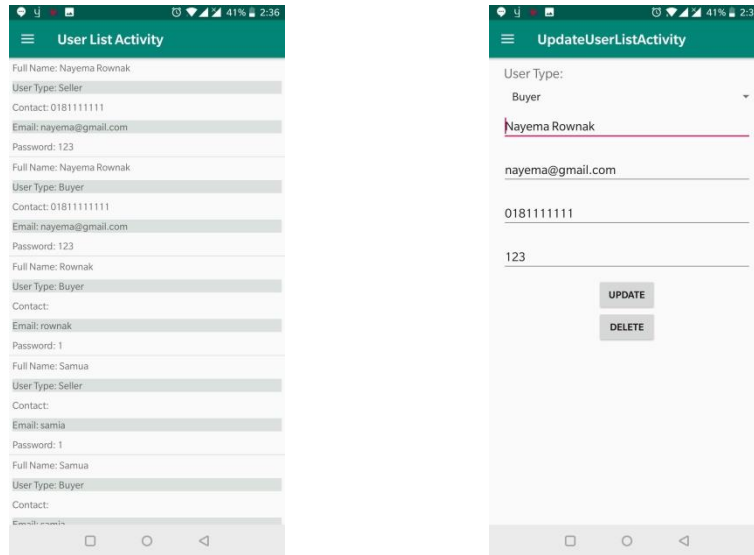 41% 2:36
User List Activity
Full Name: Nayema Rownak
User Type: Seller
Contact: 0181111111
Email: nayema@gmail.com
Password: 123
Full Name: Nayema Rownak
User Type: Buyer
Contact: 01811111111
Email: nayema@gmail.com
Password: 123
Full Name: Rownak
User Type: Buyer
Contact:
Email: rownak
Password: 1
Full Name: Samua
User Type: Seller
Contact:
Email: samia
Password: 1
Full Name: Samua
User Type: Buyer
Contact:
Email: samia
41% 2:3
UpdateUserListActivity
User Type:
Buyer
Nayema Rownak
nayema@gmail.com
0181111111
123
UPDATE
DELETE